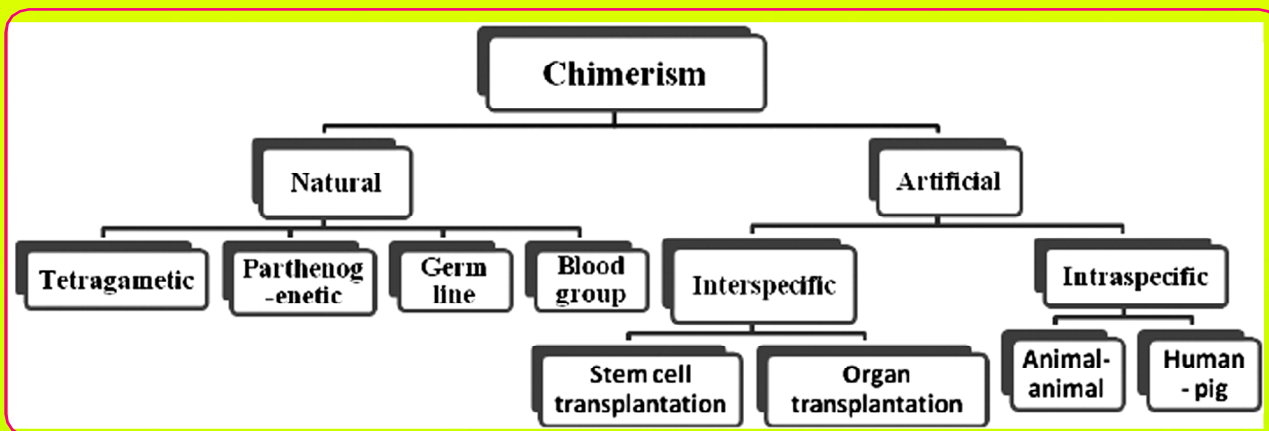 Chimerism
Natural
Artificial
Tetragametic
Parthenog
-enetic
Germ
line
Blood
group
Interspecific
Intraspecific
Stem cell
transplantation
Organ
transplantation
Animal-
animal
Human
- pig